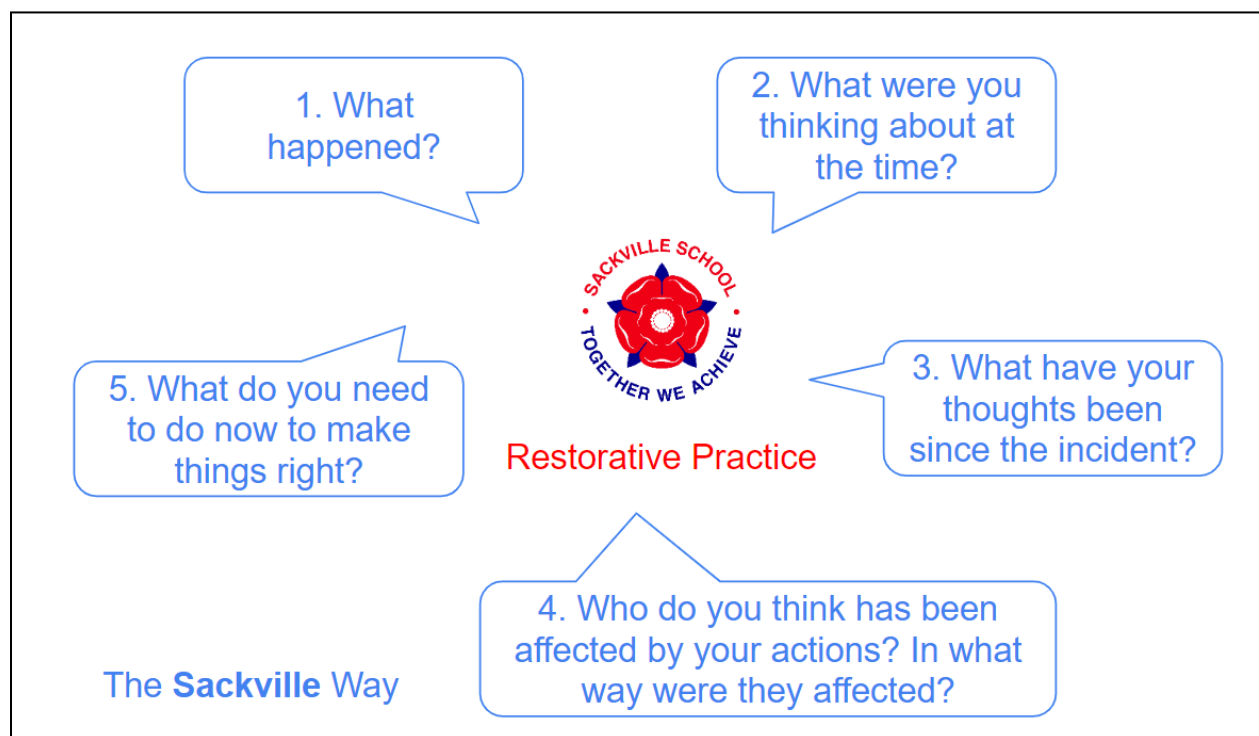 1. What
happened?
2. What were you
thinking about at
the time?
SACKVILLE SCHOOL
TOGETHER WE ACHIEVE
Restorative Practice
3. What have your
thoughts been
since the incident?
4. Who do you think has been
affected by your actions? In what
way were they affected?
5. What do you need
to do now to make
things right?
The Sackville Way